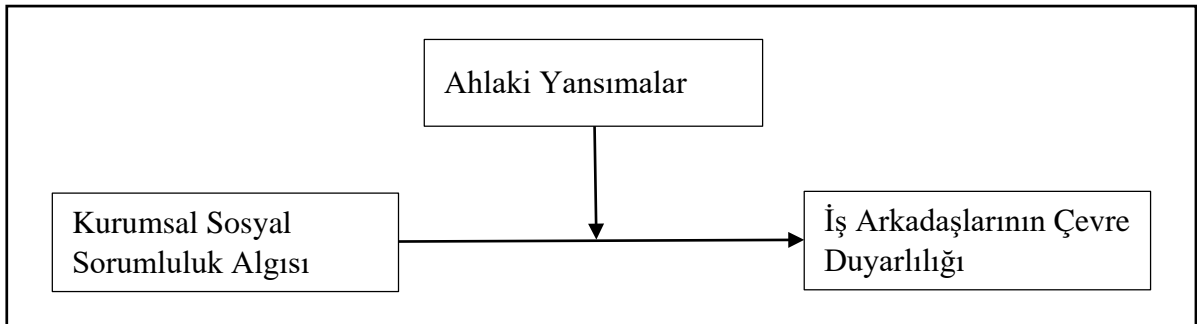 Ahlaki Yansımalar
Kurumsal Sosyal
Sorumluluk Algısı
İş Arkadaşlarının Çevre
Duyarlılığı